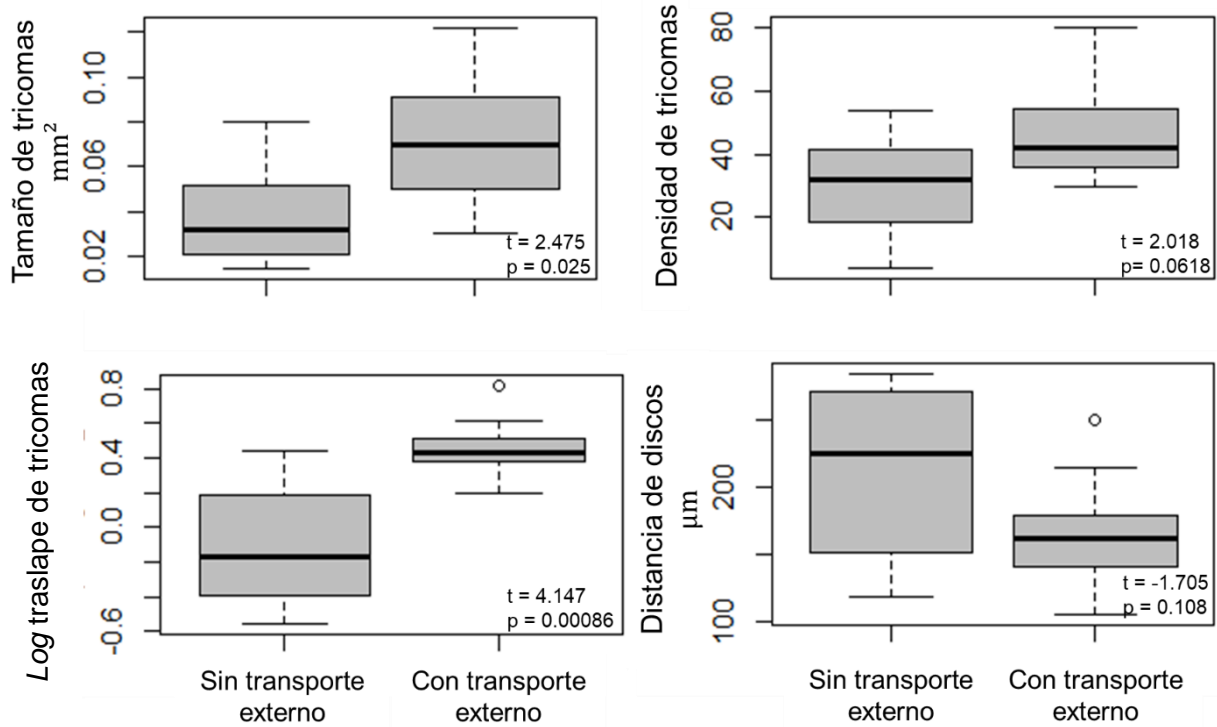 Tamaño de tricomas
mm²
0.10
0.06
0.02
t = 2.475
p = 0.025
Densidad de tricomas
80
60
40
20
t = 2.018
p= 0.0618
Log traslape de tricomas
0.8
0.4
0.0
-0.6
t = 4.147
p = 0.00086
Sin transporte
externo
Con transporte
externo
Distancia de discos
µm
200
100
t = -1.705
p = 0.108
Sin transporte
externo
Con transporte
externo